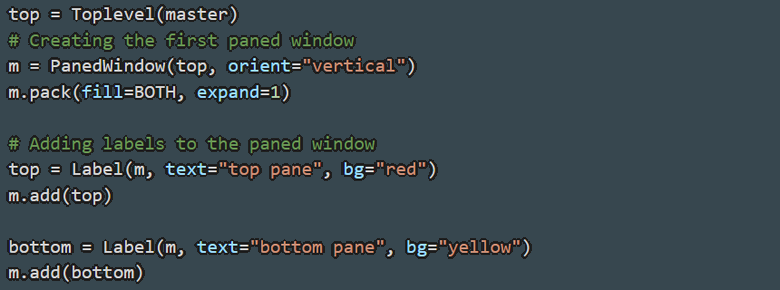 top = Toplevel(master)
# Creating the first paned window
m = PanedWindow(top, orient="vertical")
m.pack(fill=BOTH, expand=1)
# Adding labels to the paned window
top = Label(m, text="top pane", bg="red")
m.add(top)
bottom = Label(m, text="bottom pane", bg="yellow")
m.add(bottom)